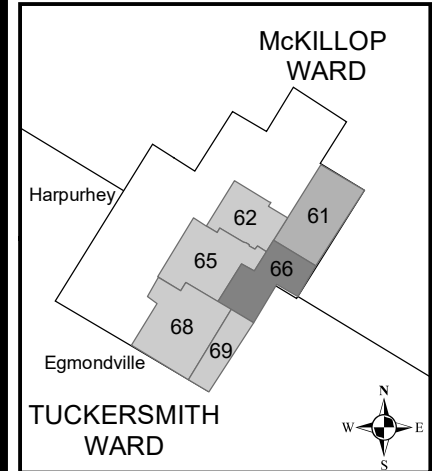 McKILLOP
WARD
Harpurhey
62
61
65
66
68
69
Egmondville
TUCKERSMITH
WARD
N
W E
S